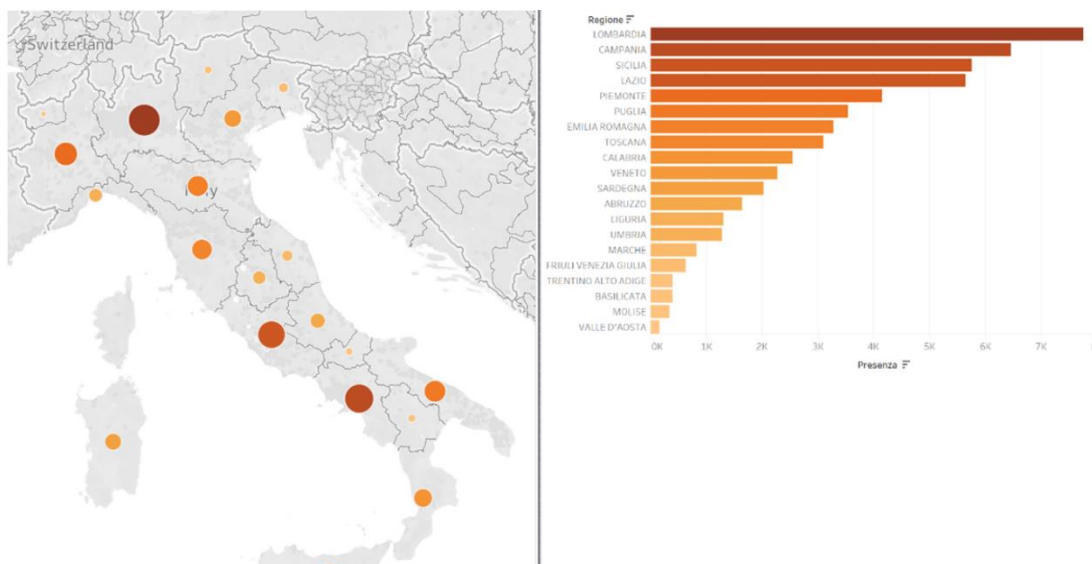 Switzerland
Italy
Regione
LOMBARDIA
CAMPANIA
SICILIA
LAZIO
PIEMONTE
PUGLIA
EMILIA ROMAGNA
TOSCANA
CALABRIA
VENETO
SARDEGNA
ABRUZZO
LIGURIA
UMBRIA
MARCHE
FRIULI VENEZIA GIULIA
TRENTINO ALTO ADIGE
BASILICATA
MOLISE
VALLE D'AOSTA
0K 1K 2K 3K 4K 5K 6K 7K
Presenza